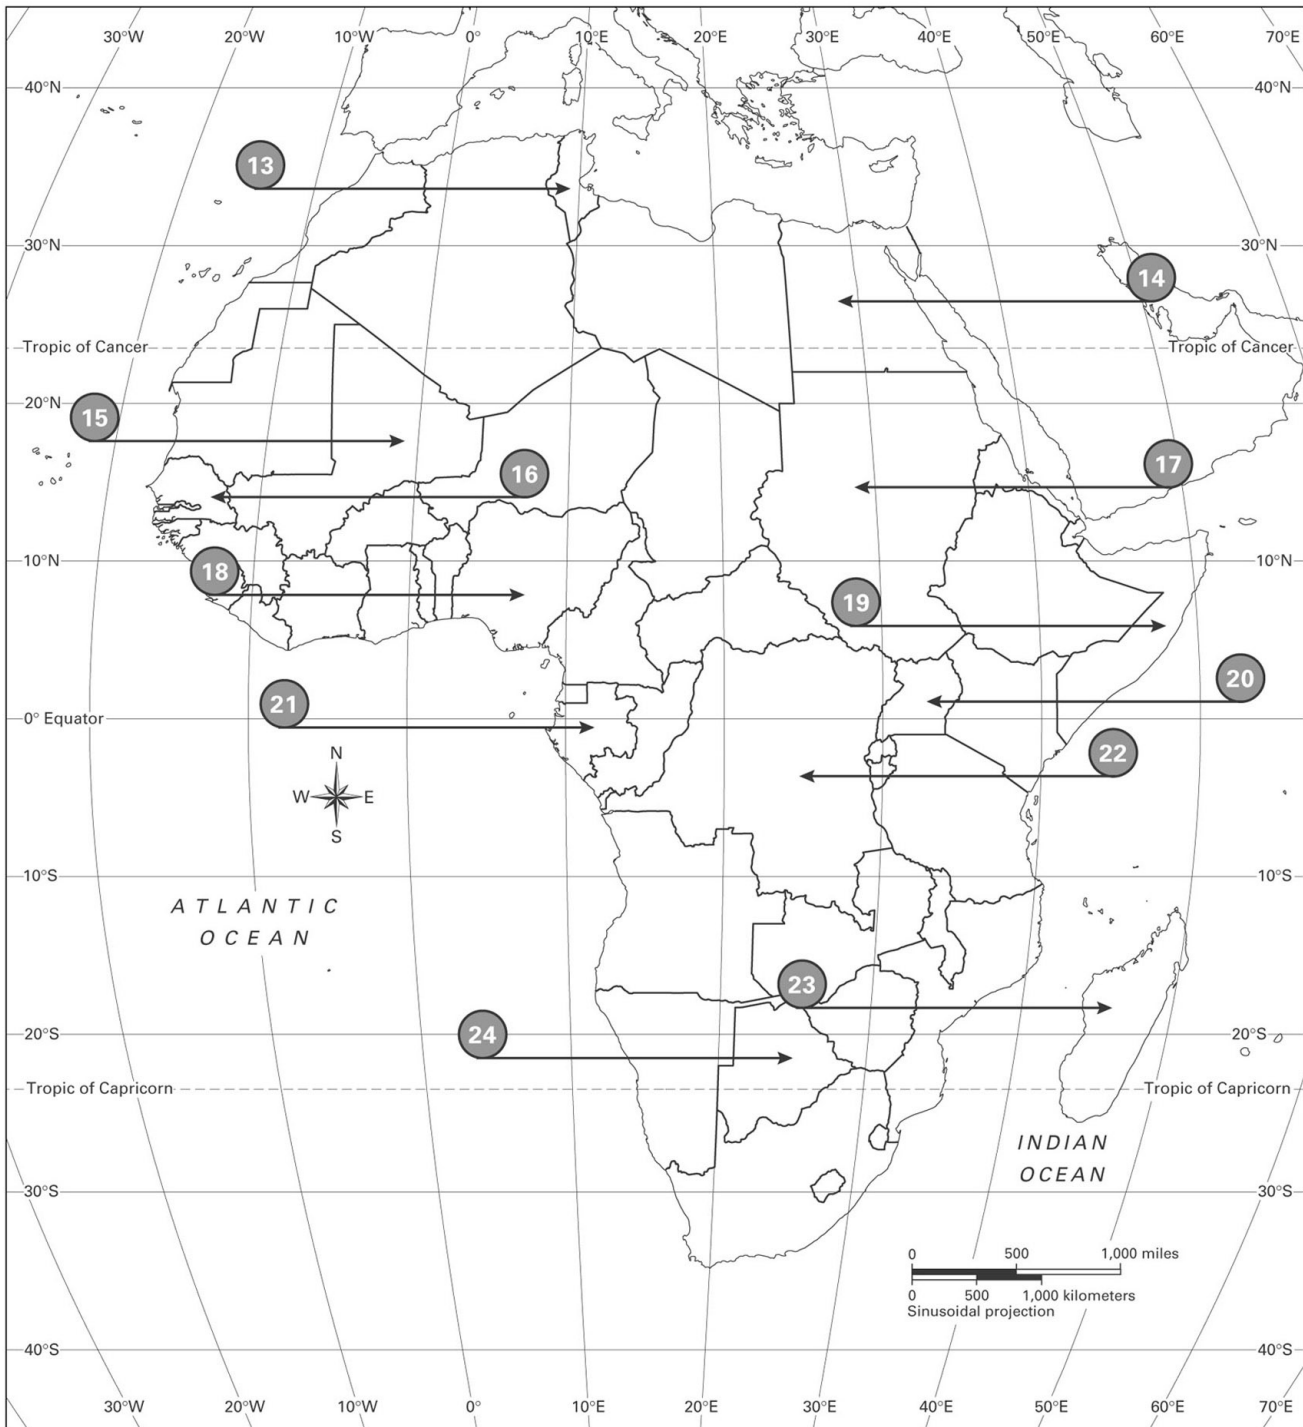 30°W 20°W 10°W 0° 10°E 20°E 30°E 40°E 50°E 60°E 70°E
40°N 40°N
13
30°N 30°N
14
Tropic of Cancer Tropic of Cancer
20°N 20°N
15
16
17
10°N 10°N
18
19
20
21
0° Equator
22
N
W E
S
10°S 10°S
ATLANTIC
OCEAN
23
24
20°S 20°S
Tropic of Capricorn Tropic of Capricorn
INDIAN
OCEAN
30°S 30°S
0 500 1,000 miles
0 500 1,000 kilometers
Sinusoidal projection
40°S 40°S
30°W 20°W 10°W 0° 10°E 20°E 30°E 40°E 50°E 60°E 70°E